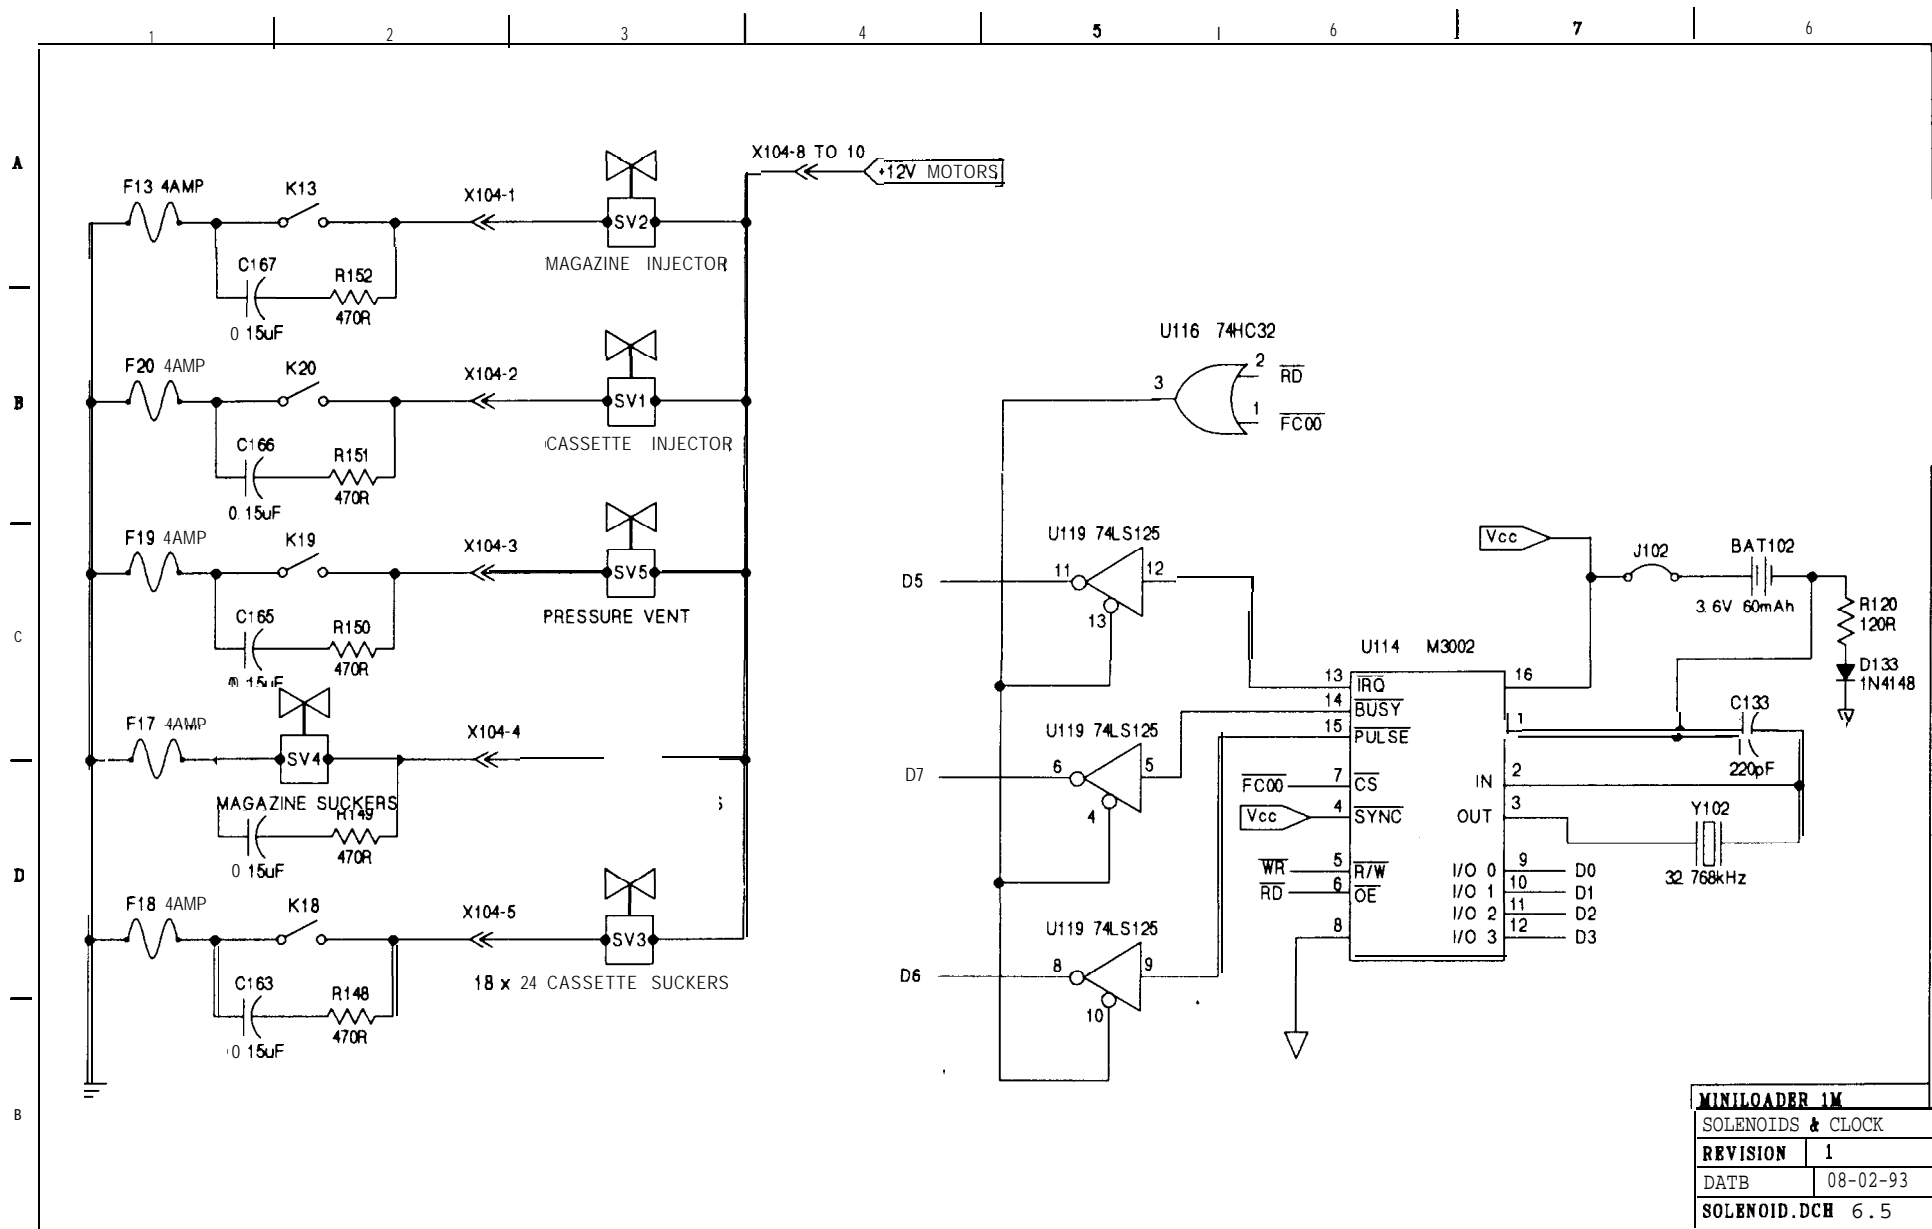 1 2 3 4 5 6 7 6
A
B
C
D
B
X104-8 TO 10
+12V MOTORS
F13 4AMP
K13
X104-1
SV2
MAGAZINE INJECTOR
C167
0 15uF
R152
470R
F20 4AMP
K20
X104-2
SV1
CASSETTE INJECTOR
C166
0.15uF
R151
470R
F19 4AMP
K19
X104-3
SV5
PRESSURE VENT
C165
15uF
R150
470R
F17 4AMP
SV4
X104-4
MAGAZINE SUCKERS
R149
0 15uF
470R
F18 4AMP
K18
X104-5
SV3
18 x 24 CASSETTE SUCKERS
C163
0 15uF
R148
470R
U116 74HC32
3
2
RD
1
FC00
U119 74LS125
D5
11
12
13
U119 74LS125
D7
6
5
4
U119 74LS125
D6
8
9
10
Vcc
J102
BAT102
3 6V 60mAh
R120
120R
D133
1N4148
U114 M3002
13 IRQ
14 BUSY
15 PULSE
FC00 7 CS
Vcc 4 SYNC
WR 5 R/W
RD 6 OE
8
16
1
C133
220pF
IN 2
OUT 3
Y102
32 768kHz
I/O 0 9 D0
I/O 1 10 D1
I/O 2 11 D2
I/O 3 12 D3
MINILOADER 1M
SOLENOIDS & CLOCK
REVISION 1
DATB 08-02-93
SOLENOID.DCH 6.5